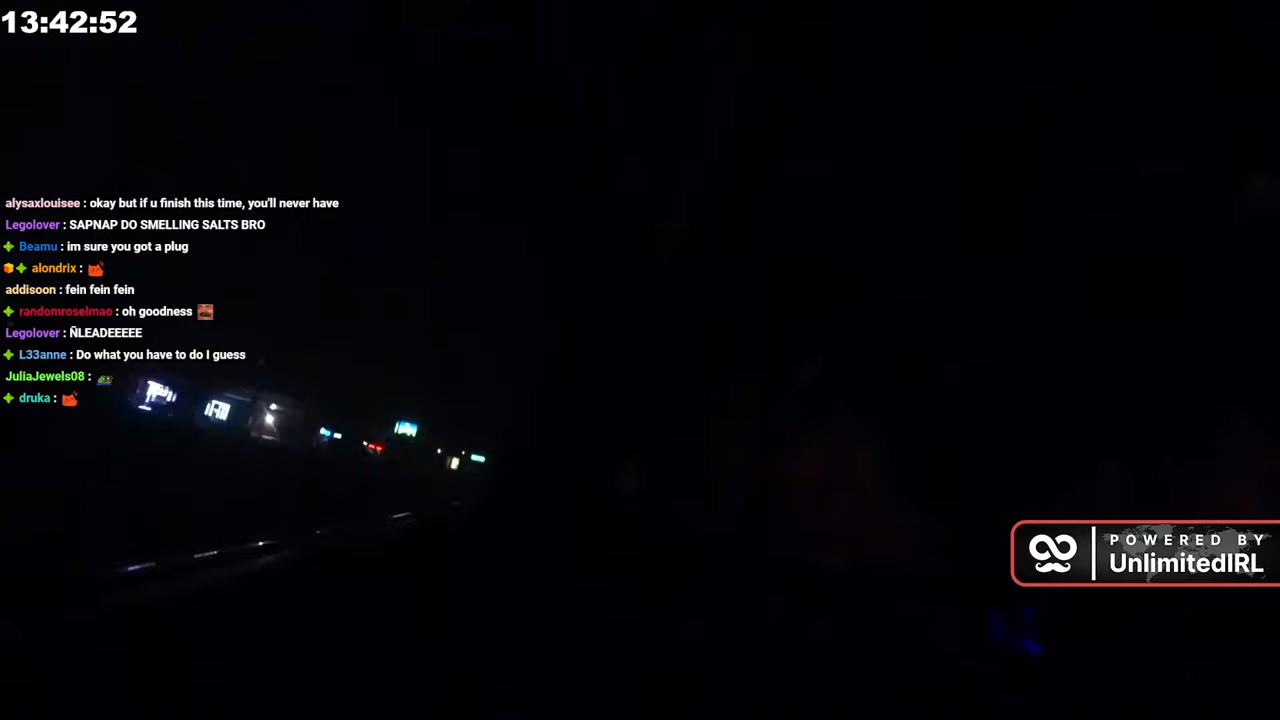 13:42:52
alysaxlouisee : okay but if u finish this time, you'll never have
Legolover : SAPNAP DO SMELLING SALTS BRO
Beamu : im sure you got a plug
alondrix :
addisoon : fein fein fein
randomroselmao : oh goodness
Legolover : ÑLEADEEEEE
L33anne : Do what you have to do I guess
JuliaJewels08 :
druka :
POWERED BY
UnlimitedIRL